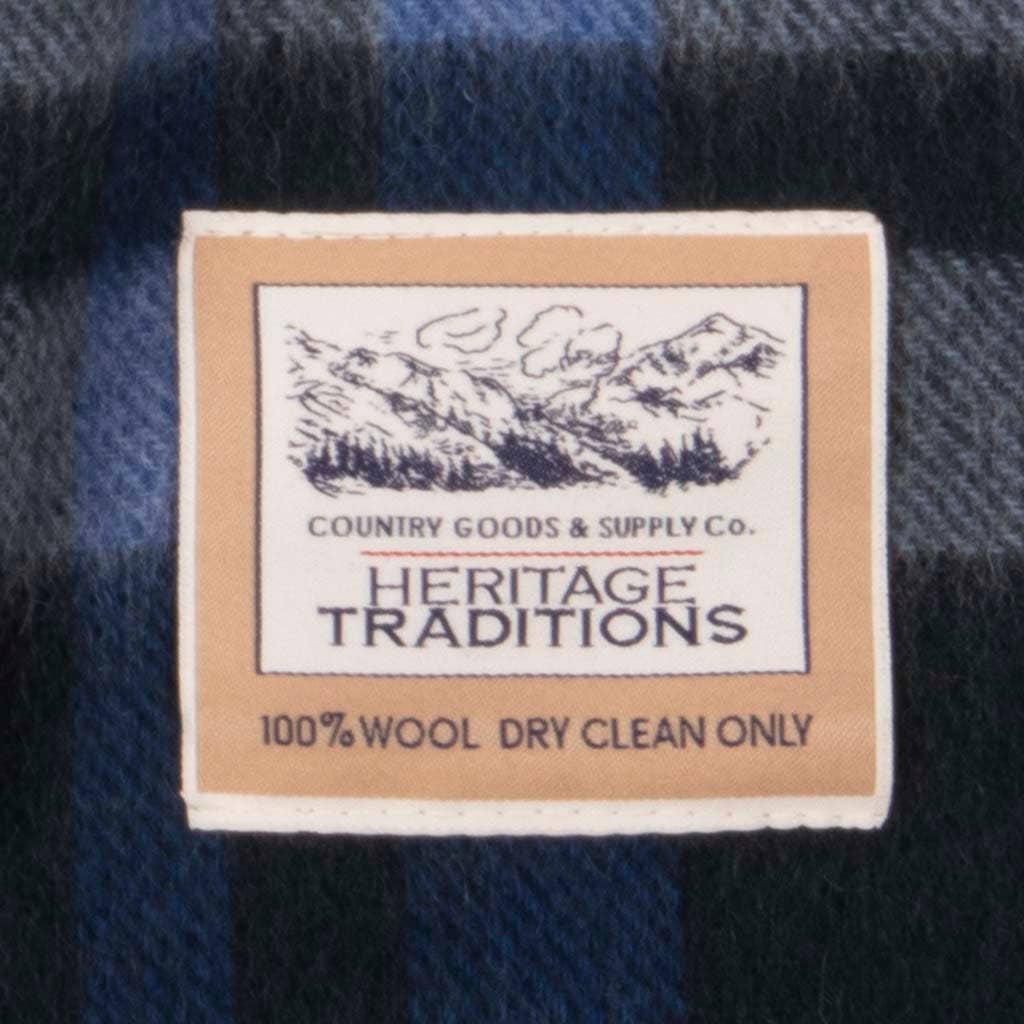 COUNTRY GOODS & SUPPLY Co.
HERITAGE
TRADITIONS
100% WOOL DRY CLEAN ONLY